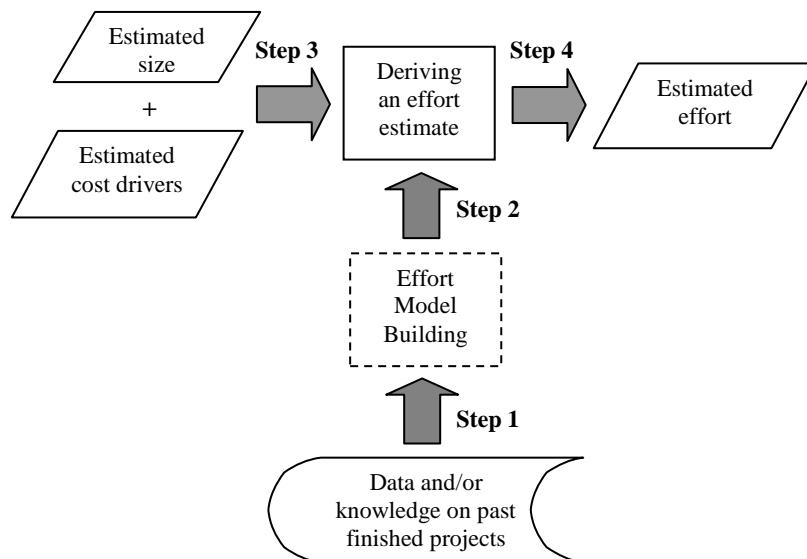 Estimated
size
+
Estimated
cost drivers
Step 3
Deriving
an effort
estimate
Step 4
Estimated
effort
Step 2
Effort
Model
Building
Step 1
Data and/or
knowledge on past
finished projects